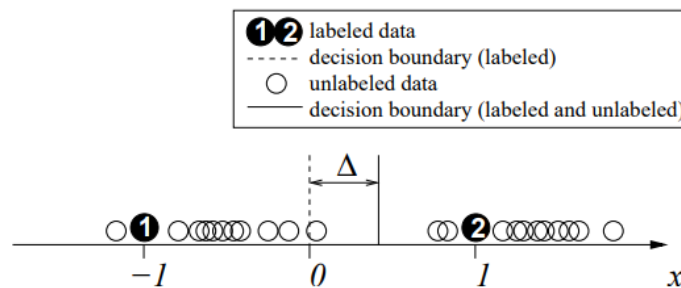 1 2 labeled data
decision boundary (labeled)
unlabeled data
decision boundary (labeled and unlabeled)
Δ
1 2
−1 0 1 x